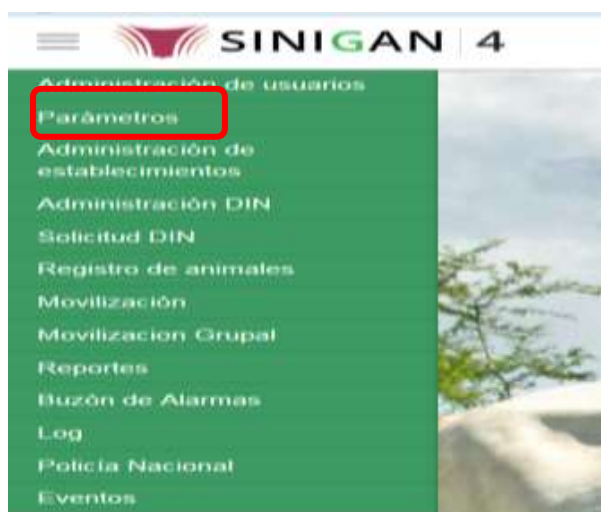 SINIGAN 4
Administración de usuarios
Parámetros
Administración de
establecimientos
Administración DIN
Solicitud DIN
Registro de animales
Movilización
Movilizacion Grupal
Reportes
Buzón de Alarmas
Log
Policía Nacional
Eventos